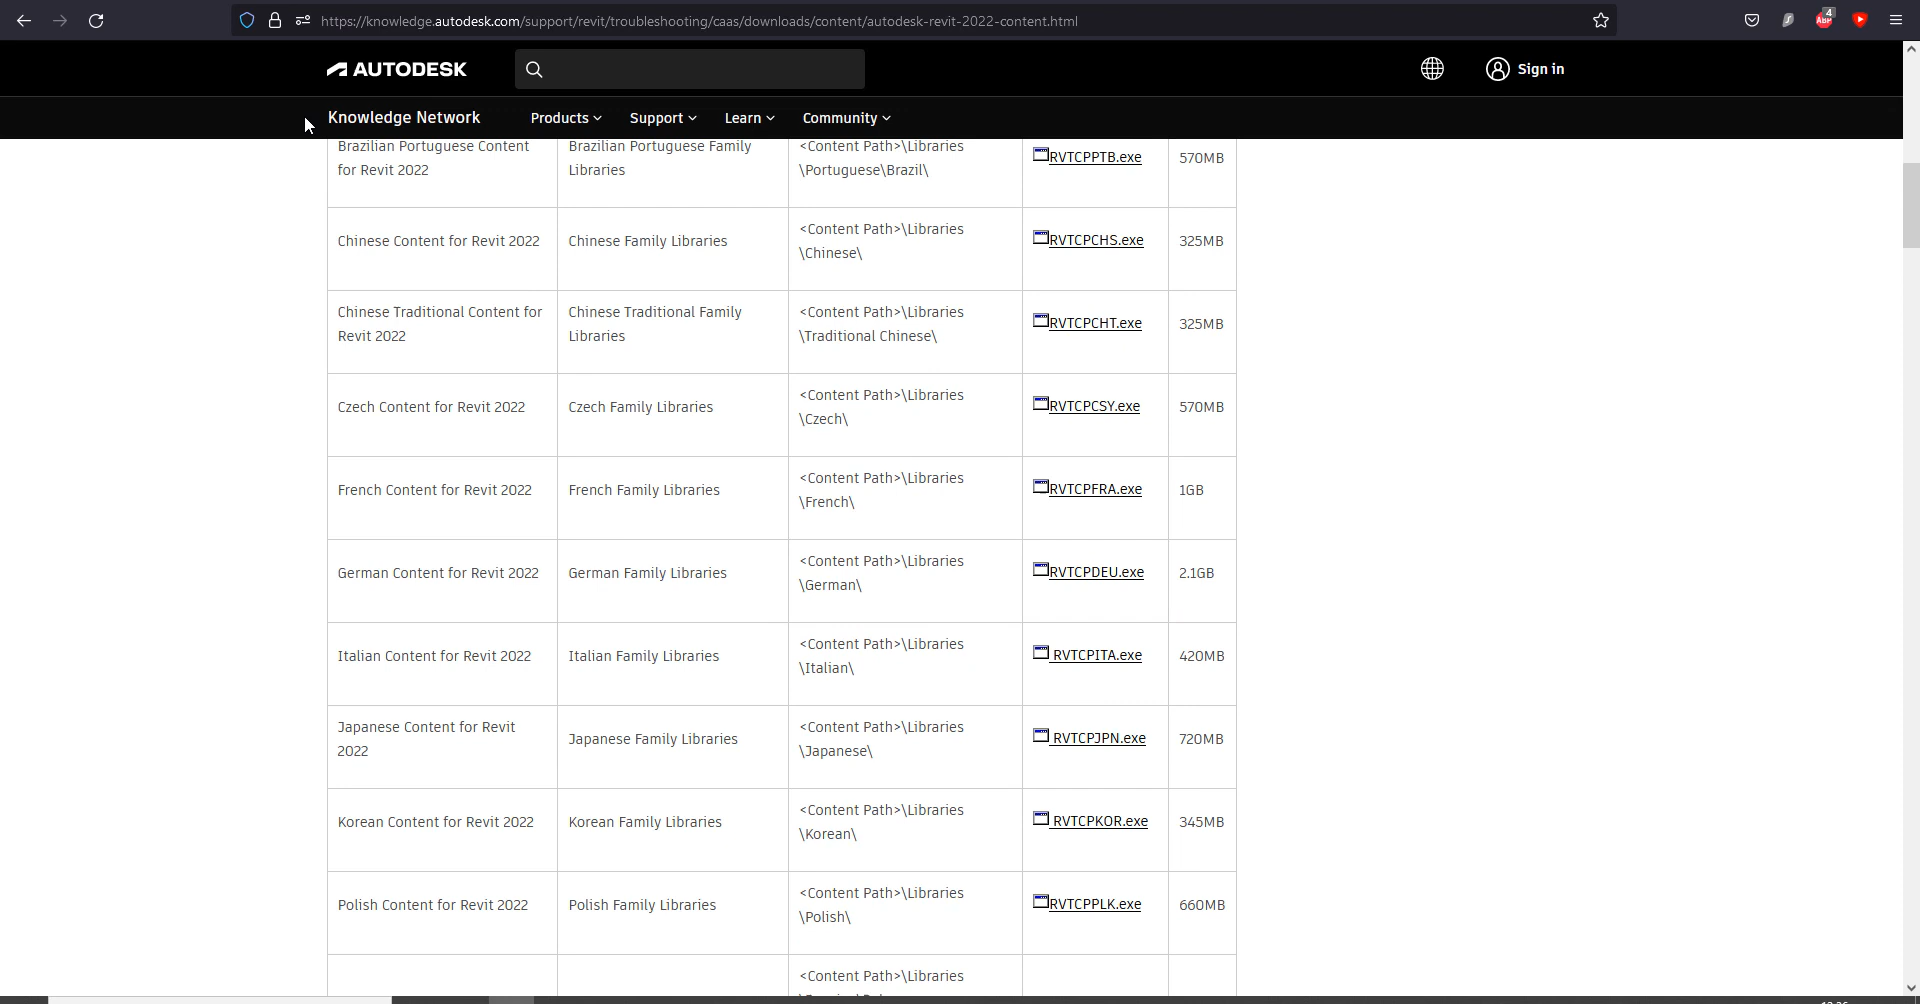 https://knowledge.autodesk.com/support/revit/troubleshooting/caas/downloads/content/autodesk-revit-2022-content.html
4
ABP
AUTODESK
Sign in
Knowledge Network
Products
Support
Learn
Community
Brazilian Portuguese Content
for Revit 2022
Brazilian Portuguese Family
Libraries
<Content Path>\Libraries
\Portuguese\Brazil\
RVTCPPTB.exe
570MB
Chinese Content for Revit 2022
Chinese Family Libraries
<Content Path>\Libraries
\Chinese\
RVTCPCHS.exe
325MB
Chinese Traditional Content for
Revit 2022
Chinese Traditional Family
Libraries
<Content Path>\Libraries
\Traditional Chinese\
RVTCPCHT.exe
325MB
Czech Content for Revit 2022
Czech Family Libraries
<Content Path>\Libraries
\Czech\
RVTCPCSY.exe
570MB
French Content for Revit 2022
French Family Libraries
<Content Path>\Libraries
\French\
RVTCPFRA.exe
1GB
German Content for Revit 2022
German Family Libraries
<Content Path>\Libraries
\German\
RVTCPDEU.exe
2.1GB
Italian Content for Revit 2022
Italian Family Libraries
<Content Path>\Libraries
\Italian\
RVTCPITA.exe
420MB
Japanese Content for Revit
2022
Japanese Family Libraries
<Content Path>\Libraries
\Japanese\
RVTCPJPN.exe
720MB
Korean Content for Revit 2022
Korean Family Libraries
<Content Path>\Libraries
\Korean\
RVTCPKOR.exe
345MB
Polish Content for Revit 2022
Polish Family Libraries
<Content Path>\Libraries
\Polish\
RVTCPPLK.exe
660MB
<Content Path>\Libraries